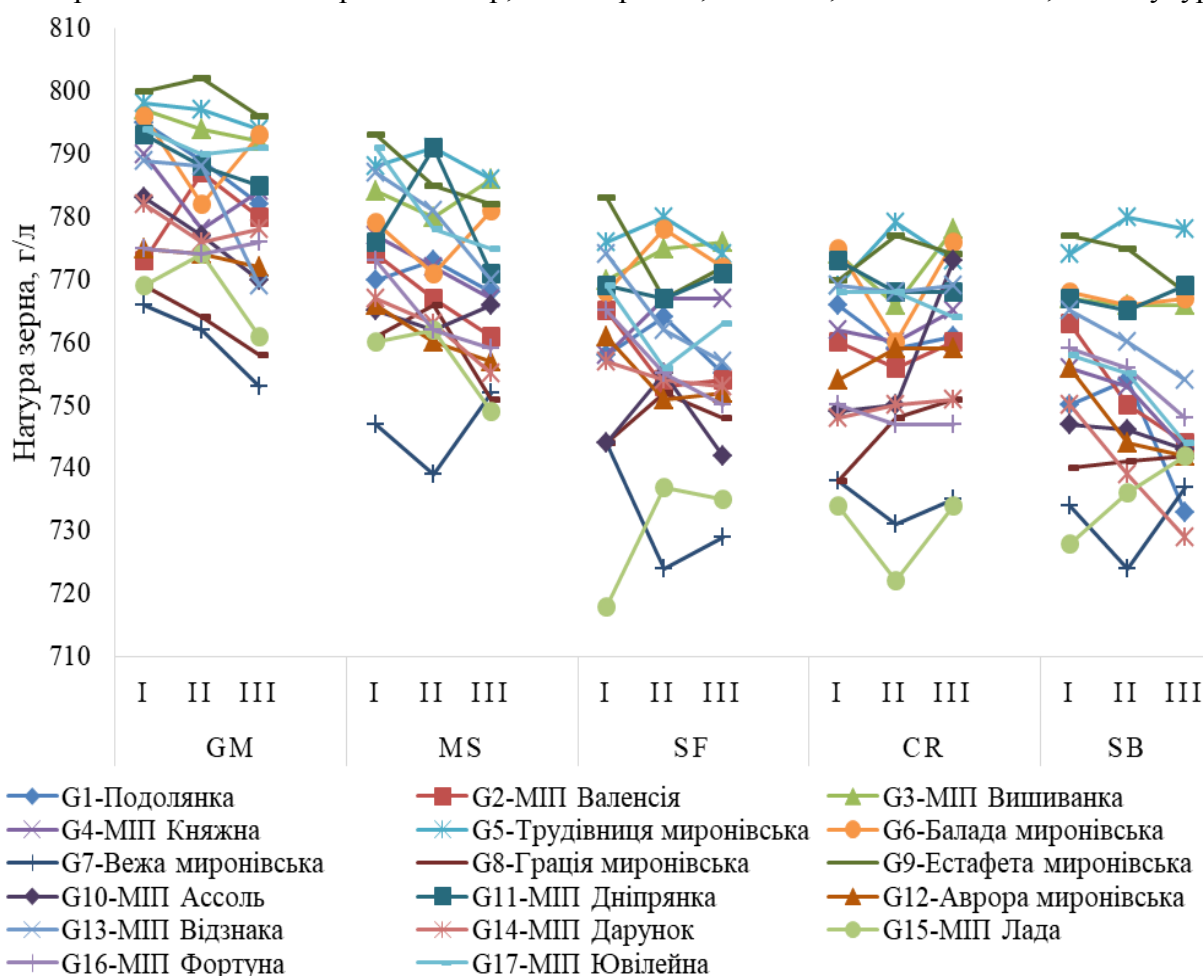 Натура зерна, г/л
810
800
790
780
770
760
750
740
730
720
710
I II III I II III I II III I II III I II III
GM MS SF CR SB
G1-Подолянка G2-МІП Валенсія G3-МІП Вишиванка
G4-МІП Княжна G5-Трудівниця миронівська G6-Балада миронівська
G7-Вежа миронівська G8-Грація миронівська G9-Естафета миронівська
G10-МІП Ассоль G11-МІП Дніпрянка G12-Аврора миронівська
G13-МІП Відзнака G14-МІП Дарунок G15-МІП Лада
G16-МІП Фортуна G17-МІП Ювілейна